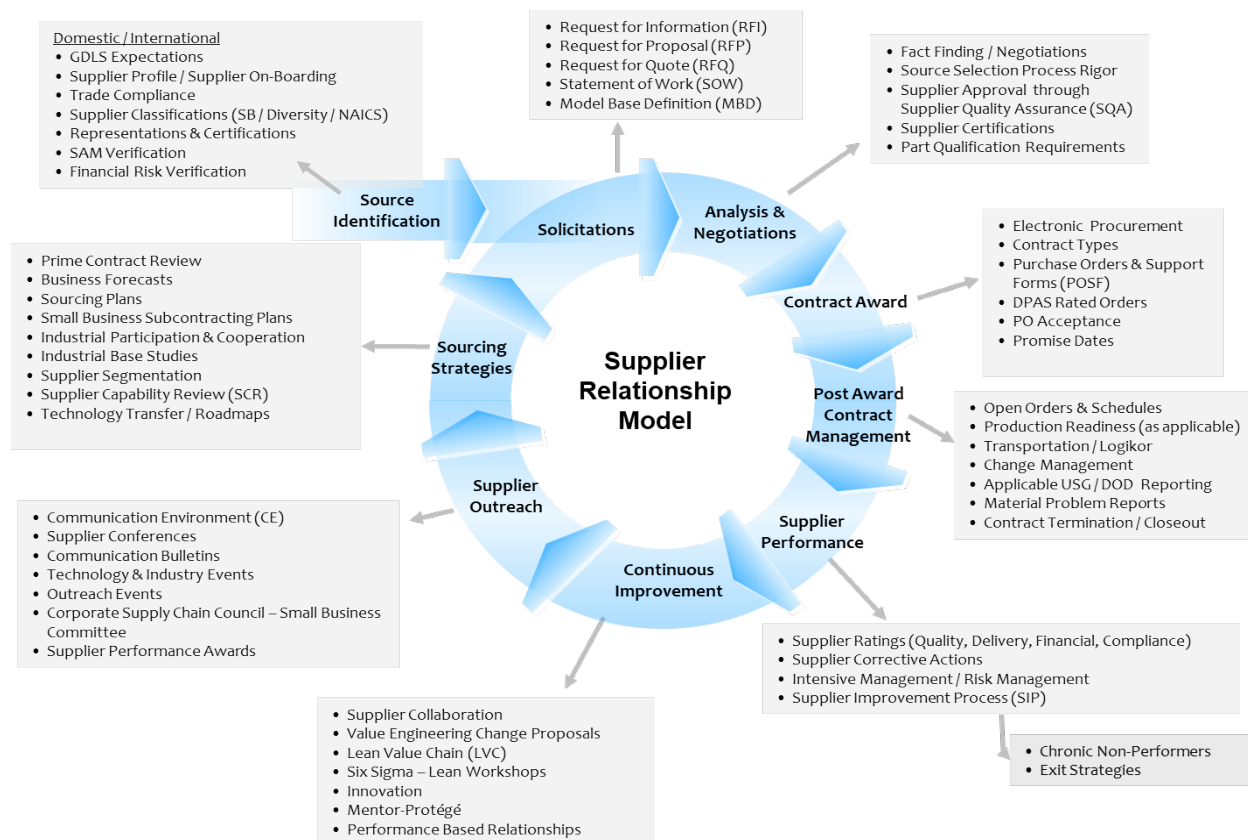 Domestic / International
• GDLS Expectations
• Supplier Profile / Supplier On-Boarding
• Trade Compliance
• Supplier Classifications (SB / Diversity / NAICS)
• Representations & Certifications
• SAM Verification
• Financial Risk Verification
• Request for Information (RFI)
• Request for Proposal (RFP)
• Request for Quote (RFQ)
• Statement of Work (SOW)
• Model Base Definition (MBD)
• Fact Finding / Negotiations
• Source Selection Process Rigor
• Supplier Approval through
Supplier Quality Assurance (SQA)
• Supplier Certifications
• Part Qualification Requirements
Source
Identification
Solicitations
Analysis &
Negotiations
Contract Award
• Electronic Procurement
• Contract Types
• Purchase Orders & Support
Forms (POSF)
• DPAS Rated Orders
• PO Acceptance
• Promise Dates
• Prime Contract Review
• Business Forecasts
• Sourcing Plans
• Small Business Subcontracting Plans
• Industrial Participation & Cooperation
• Industrial Base Studies
• Supplier Segmentation
• Supplier Capability Review (SCR)
• Technology Transfer / Roadmaps
Sourcing
Strategies
Supplier
Relationship
Model
Post Award
Contract
Management
• Open Orders & Schedules
• Production Readiness (as applicable)
• Transportation / Logikor
• Change Management
• Applicable USG / DOD Reporting
• Material Problem Reports
• Contract Termination / Closeout
Supplier
Outreach
• Communication Environment (CE)
• Supplier Conferences
• Communication Bulletins
• Technology & Industry Events
• Outreach Events
• Corporate Supply Chain Council – Small Business
Committee
• Supplier Performance Awards
Supplier
Performance
Continuous
Improvement
• Supplier Ratings (Quality, Delivery, Financial, Compliance)
• Supplier Corrective Actions
• Intensive Management / Risk Management
• Supplier Improvement Process (SIP)
• Chronic Non-Performers
• Exit Strategies
• Supplier Collaboration
• Value Engineering Change Proposals
• Lean Value Chain (LVC)
• Six Sigma – Lean Workshops
• Innovation
• Mentor-Protégé
• Performance Based Relationships